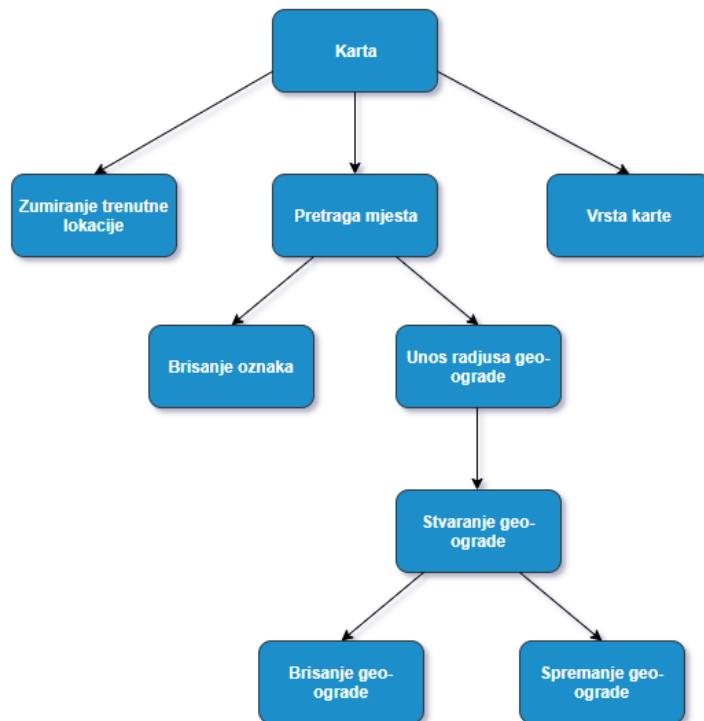 Karta
Zumiranje trenutne
lokacije
Pretraga mjesta
Vrsta karte
Brisanje oznaka
Unos radjusa geo-
ograde
Stvaranje geo-
ograde
Brisanje geo-
ograde
Spremanje geo-
ograde